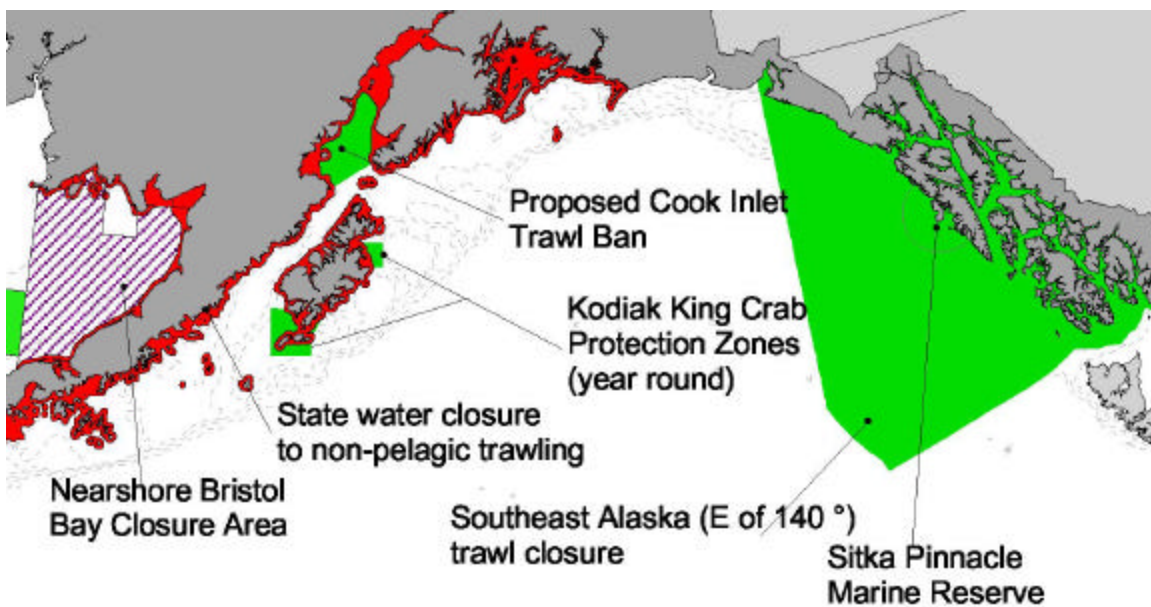 Proposed Cook Inlet
Trawl Ban
Kodiak King Crab
Protection Zones
(year round)
State water closure
to non-pelagic trawling
Nearshore Bristol
Bay Closure Area
Southeast Alaska (E of 140 °)
trawl closure
Sitka Pinnacle
Marine Reserve